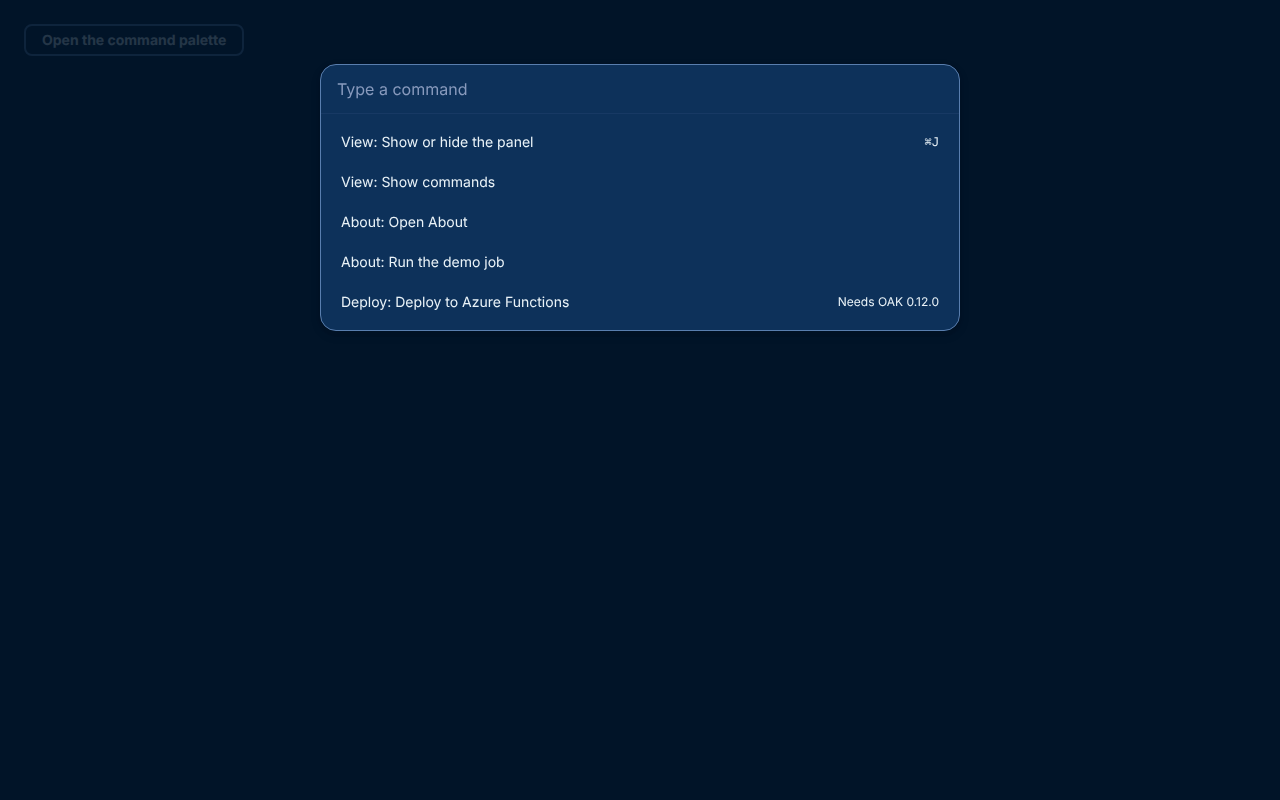 Open the command palette
Type a command
View: Show or hide the panel ⌘J
View: Show commands
About: Open About
About: Run the demo job
Deploy: Deploy to Azure Functions Needs OAK 0.12.0